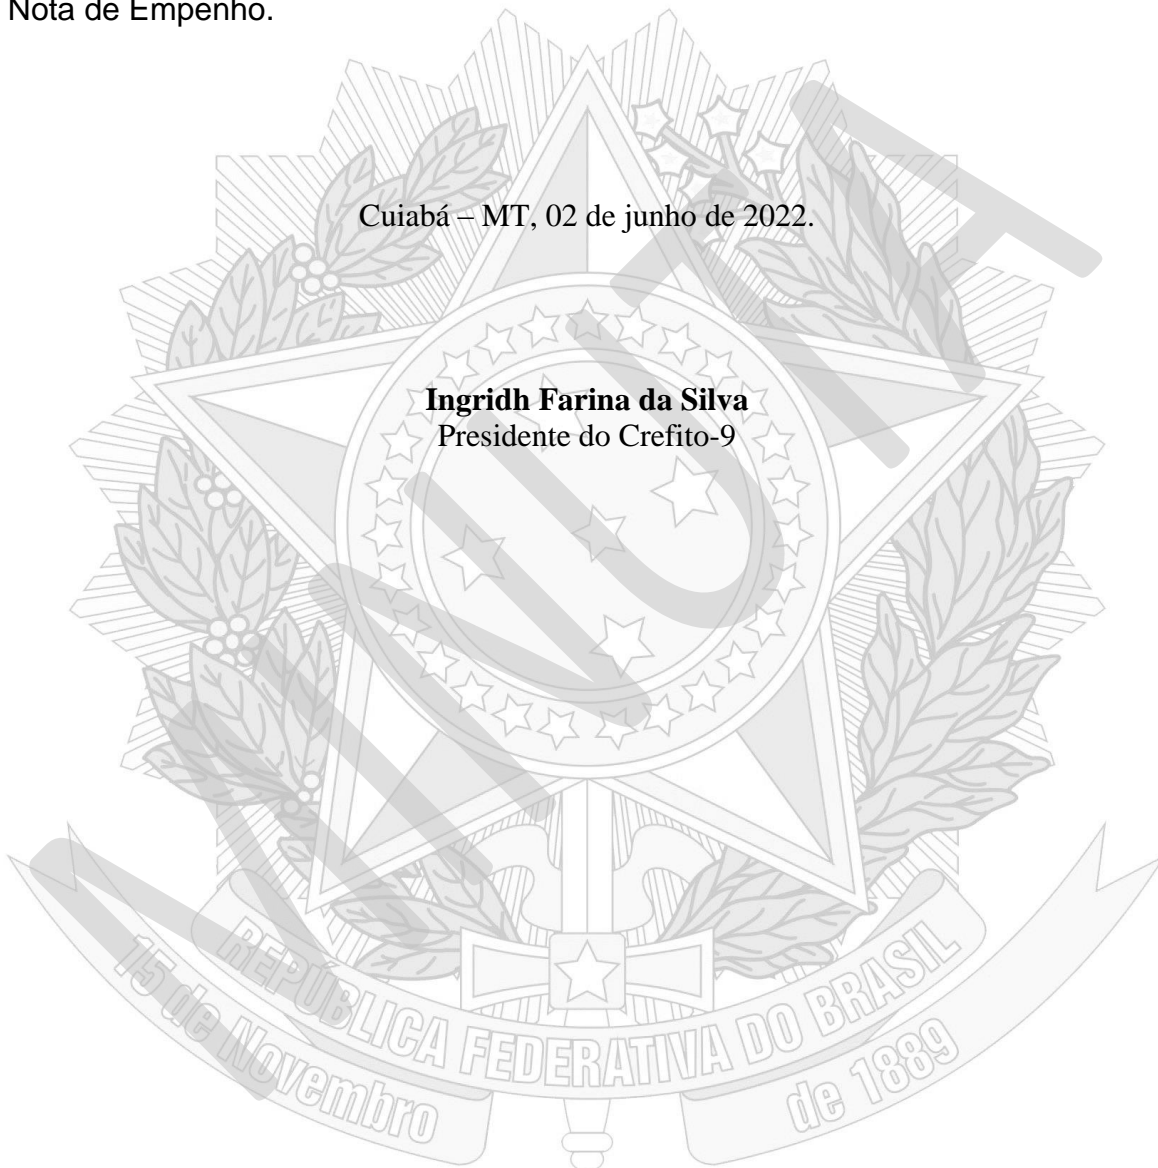 Nota de Empenho.
Cuiabá – MT, 02 de junho de 2022.
Ingridh Farina da Silva
Presidente do Crefito-9
MINUTA
REPÚBLICA FEDERATIVA DO BRASIL
15 de Novembro de 1889